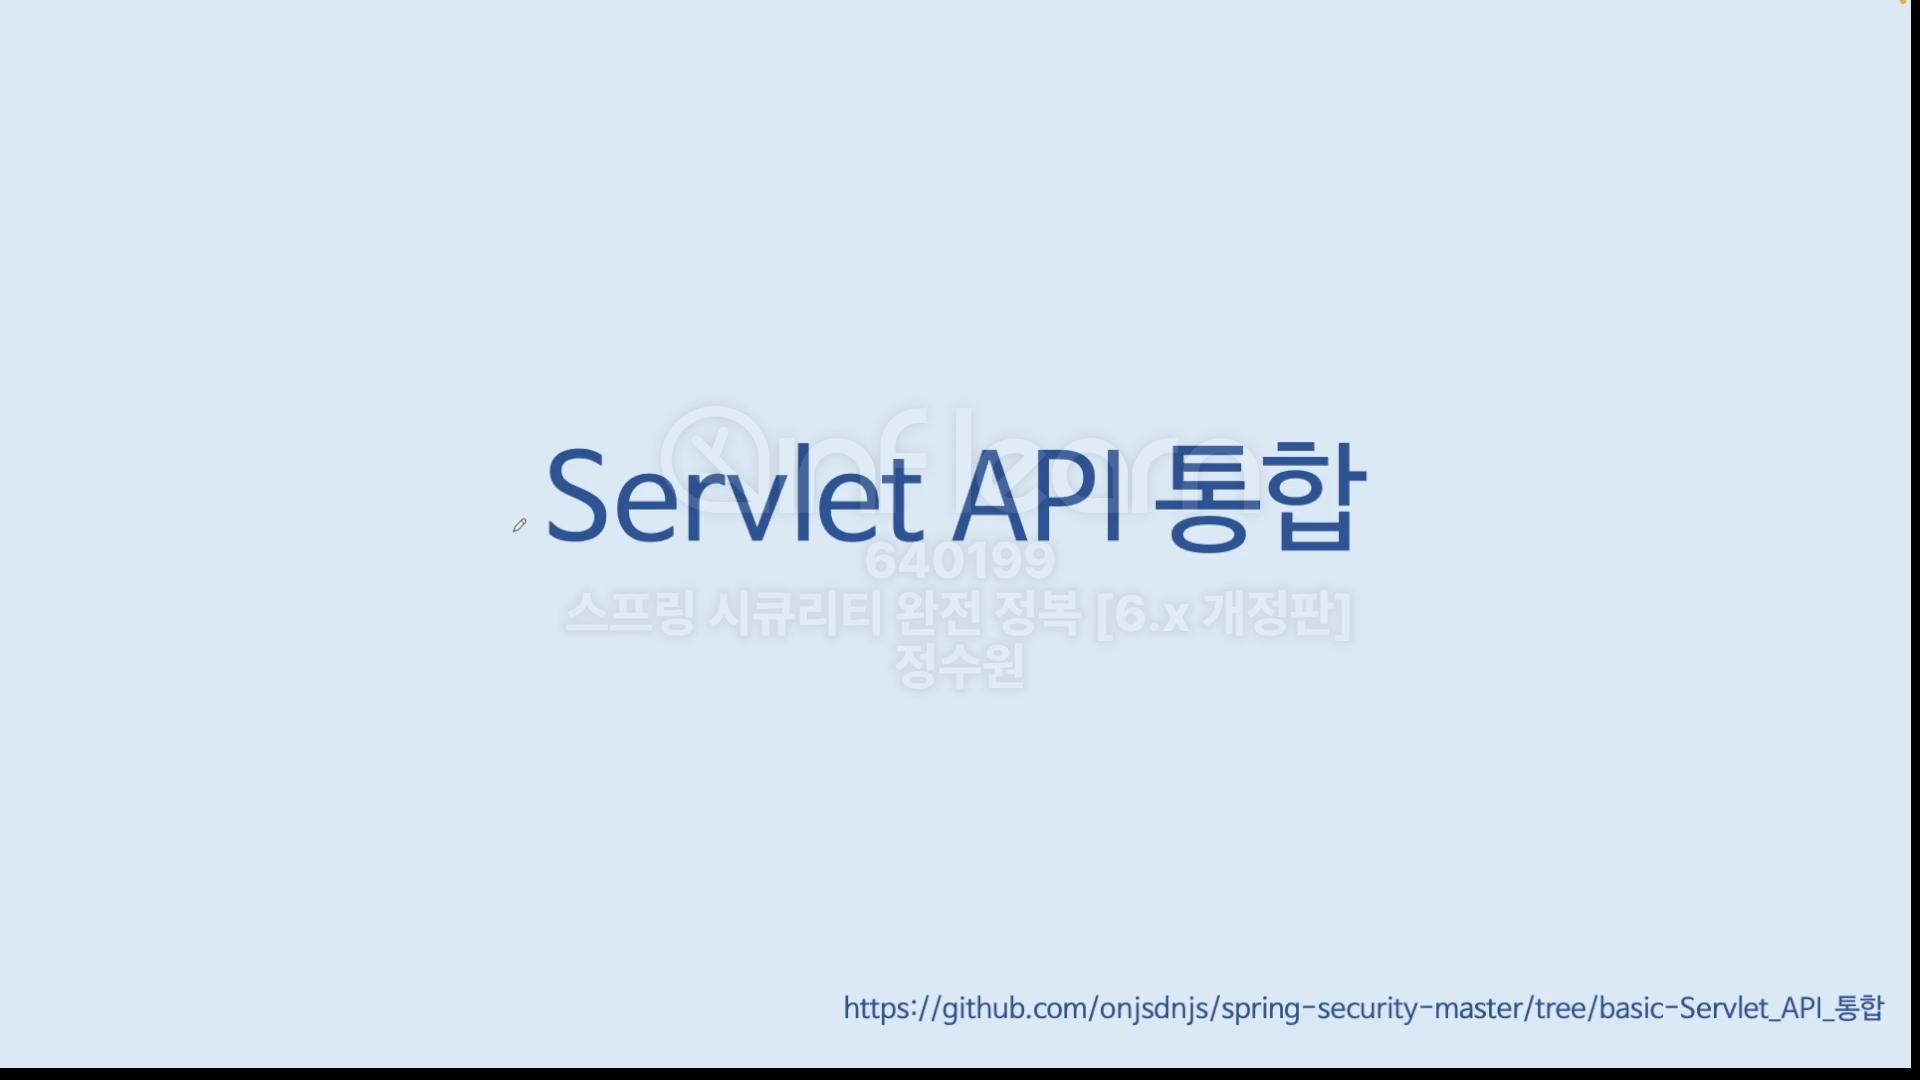 inflearn
Servlet API 통합
640199
스프링 시큐리티 완전 정복 [6.x 개정판]
정수원
https://github.com/onjsdnjs/spring-security-master/tree/basic-Servlet_API_통합